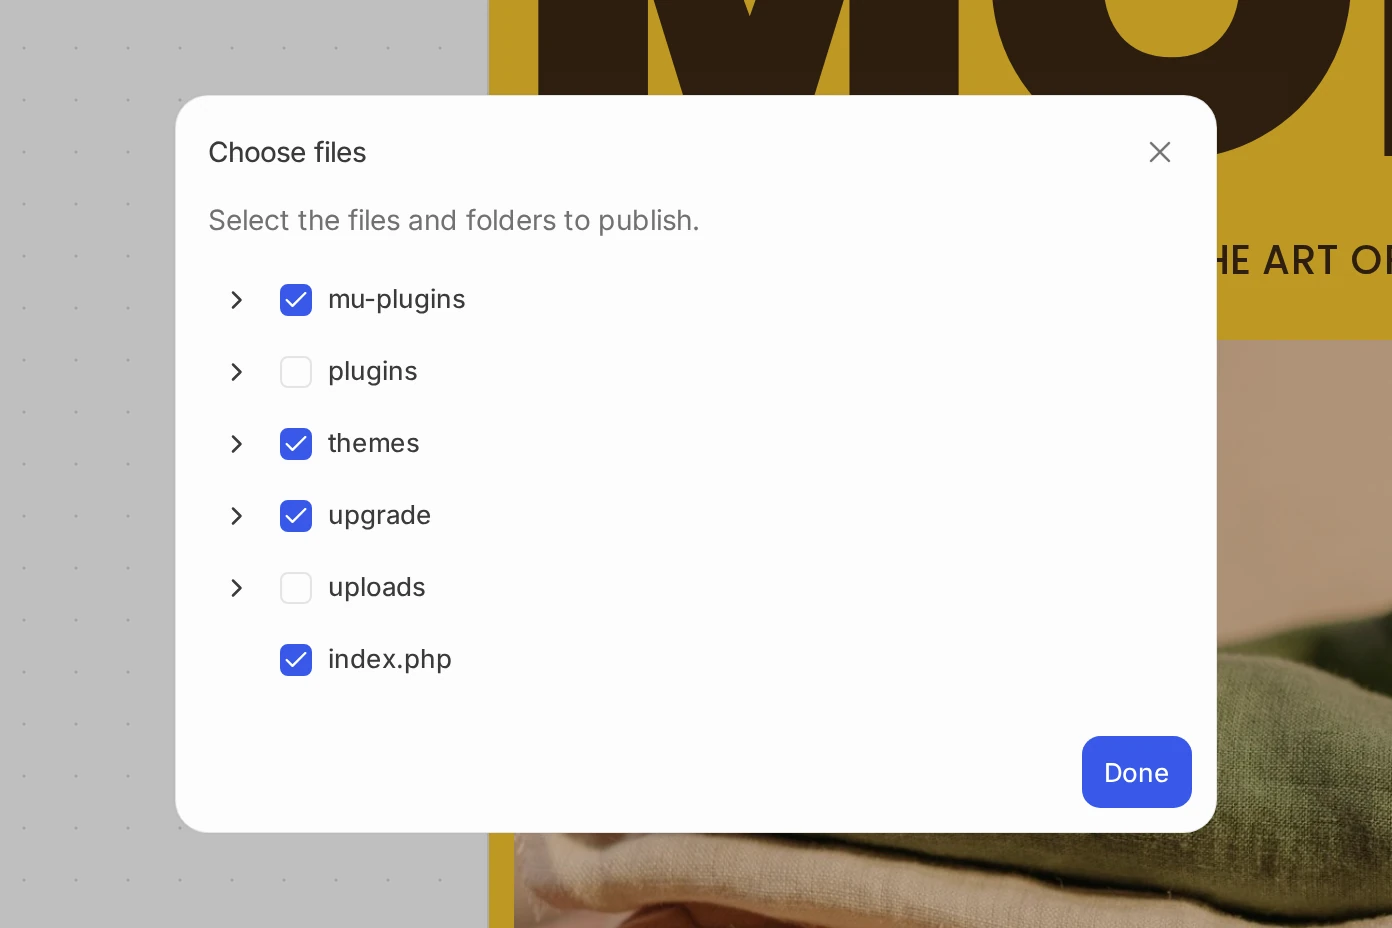 Choose files
Select the files and folders to publish.
mu-plugins
plugins
themes
upgrade
uploads
index.php
Done
ART